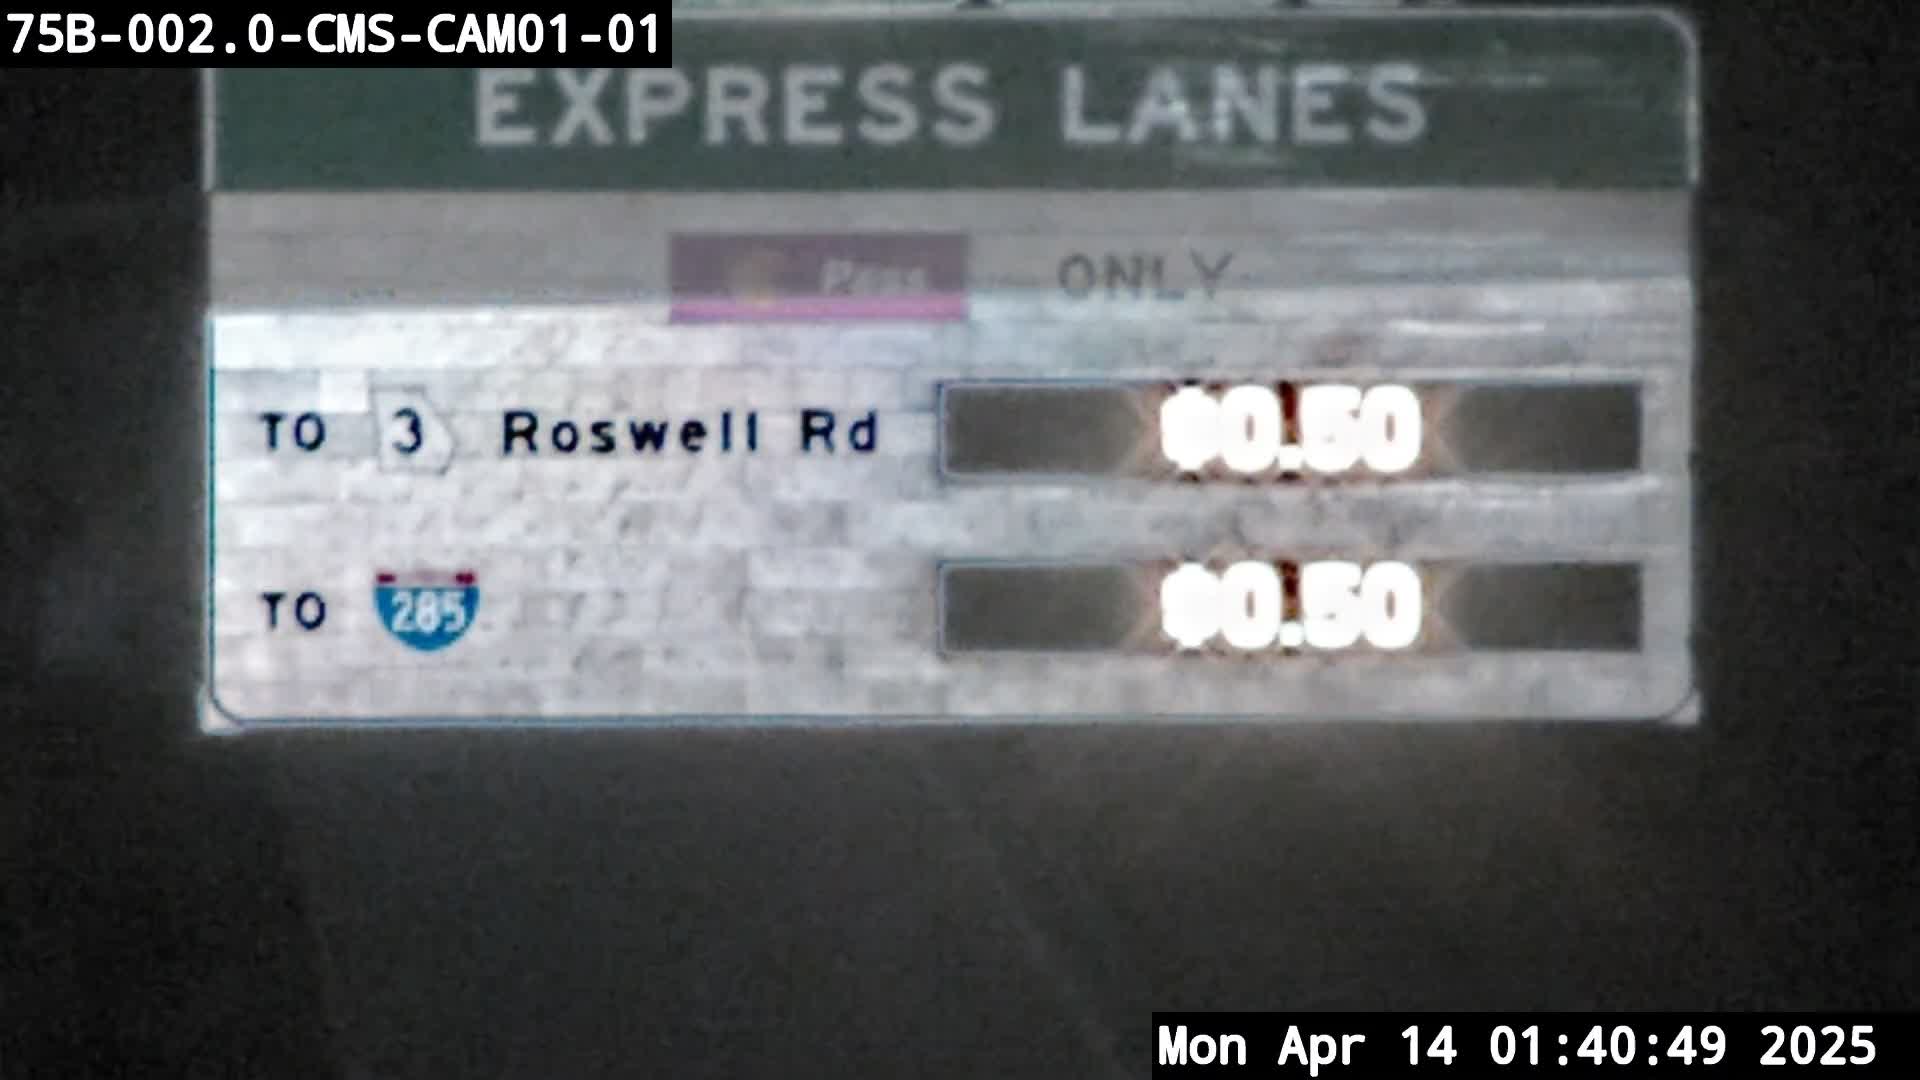 75B-002.0-CMS-CAM01-01
EXPRESS LANES
Pass ONLY
TO 3 Roswell Rd $0.50
TO 285 $0.50
Mon Apr 14 01:40:49 2025